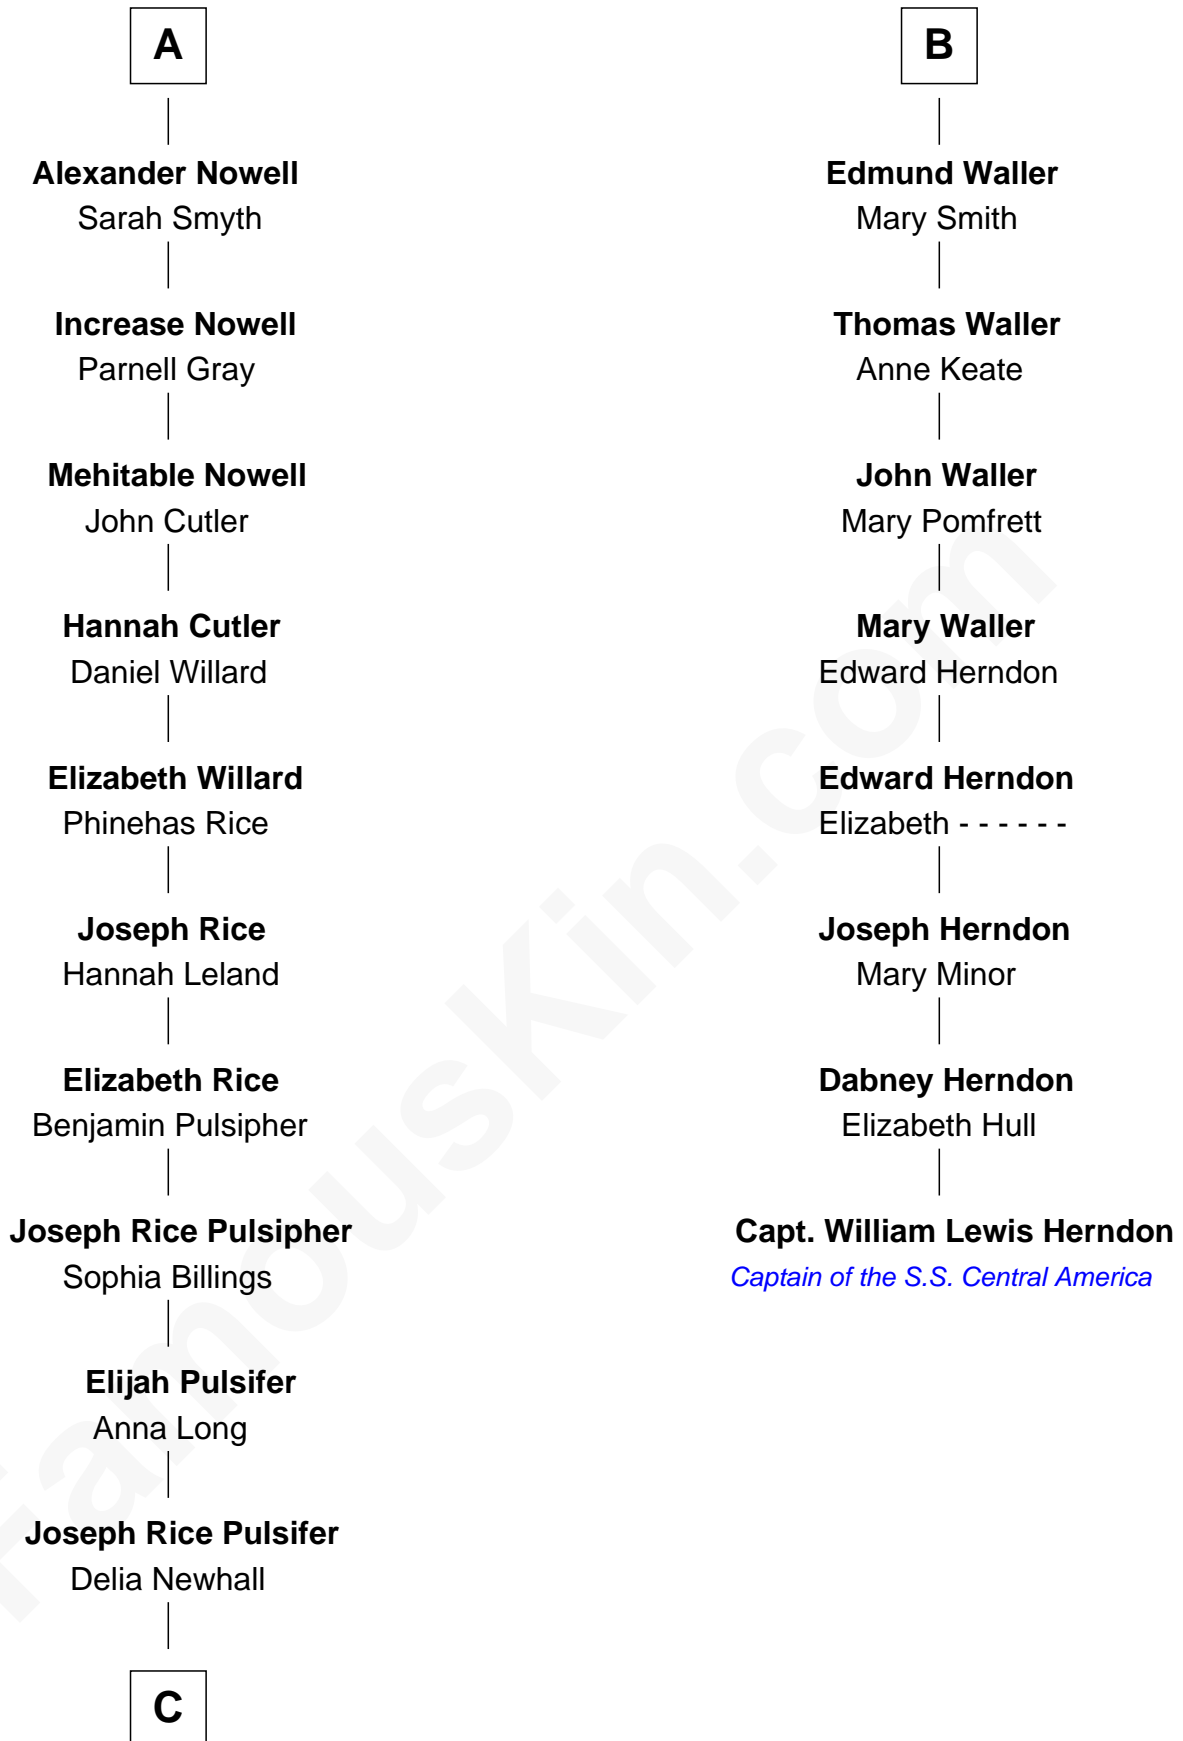 A
Alexander Nowell
Sarah Smyth
Increase Nowell
Parnell Gray
Mehitable Nowell
John Cutler
Hannah Cutler
Daniel Willard
Elizabeth Willard
Phinehas Rice
Joseph Rice
Hannah Leland
Elizabeth Rice
Benjamin Pulsipher
Joseph Rice Pulsipher
Sophia Billings
Elijah Pulsifer
Anna Long
Joseph Rice Pulsifer
Delia Newhall
C
B
Edmund Waller
Mary Smith
Thomas Waller
Anne Keate
John Waller
Mary Pomfrett
Mary Waller
Edward Herndon
Edward Herndon
Elizabeth - - - - - -
Joseph Herndon
Mary Minor
Dabney Herndon
Elizabeth Hull
Capt. William Lewis Herndon
Captain of the S.S. Central America
FamousKin.com